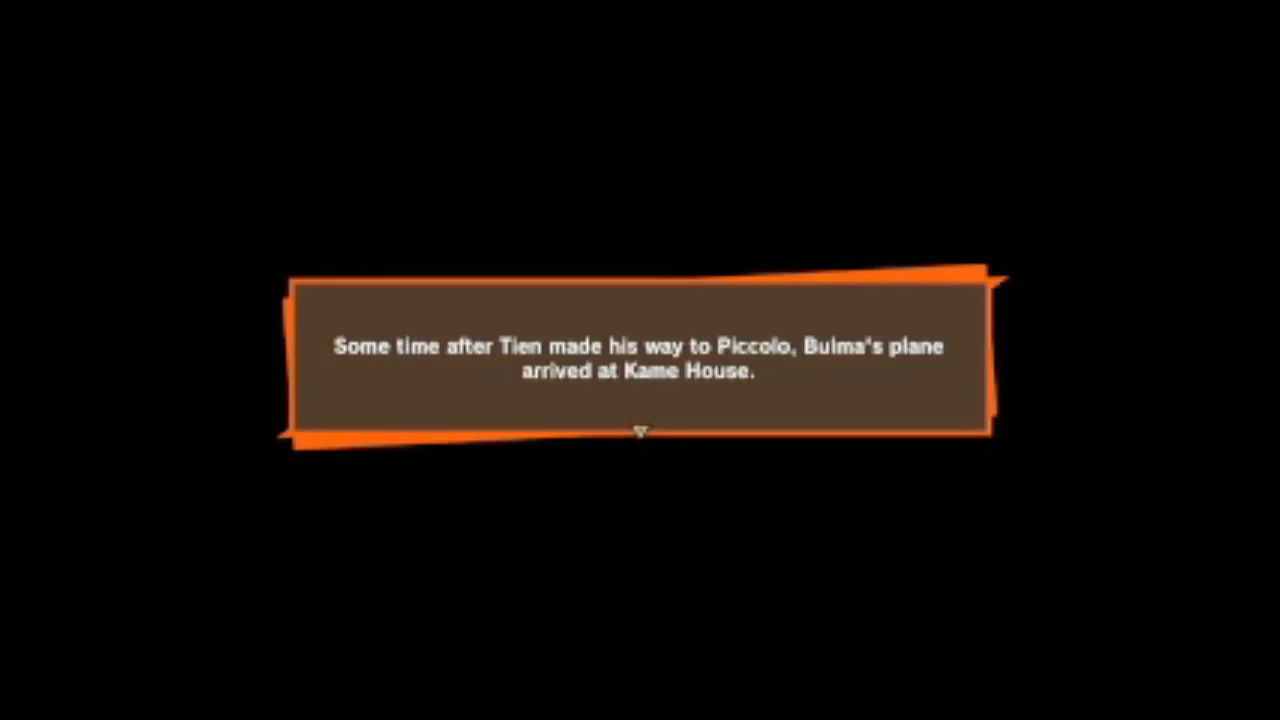 Some time after Tien made his way to Piccolo, Bulma's plane
arrived at Kame House.